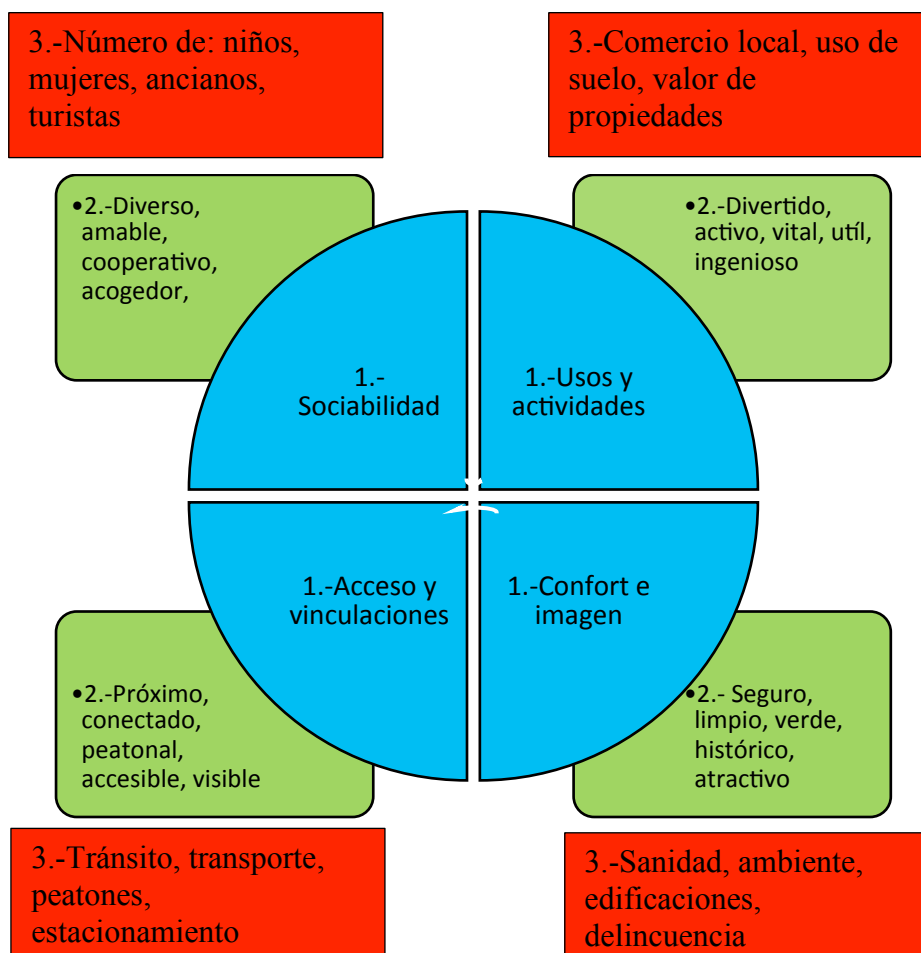 3.-Número de: niños,
mujeres, ancianos,
turistas
3.-Comercio local, uso de
suelo, valor de
propiedades
•2.-Diverso,
amable,
cooperativo,
acogedor,
•2.-Divertido,
activo, vital, utíl,
ingenioso
1.-
Sociabilidad
1.-Usos y
actividades
1.-Acceso y
vinculaciones
1.-Confort e
imagen
•2.-Próximo,
conectado,
peatonal,
accesible, visible
•2.- Seguro,
limpio, verde,
histórico,
atractivo
3.-Tránsito, transporte,
peatones,
estacionamiento
3.-Sanidad, ambiente,
edificaciones,
delincuencia